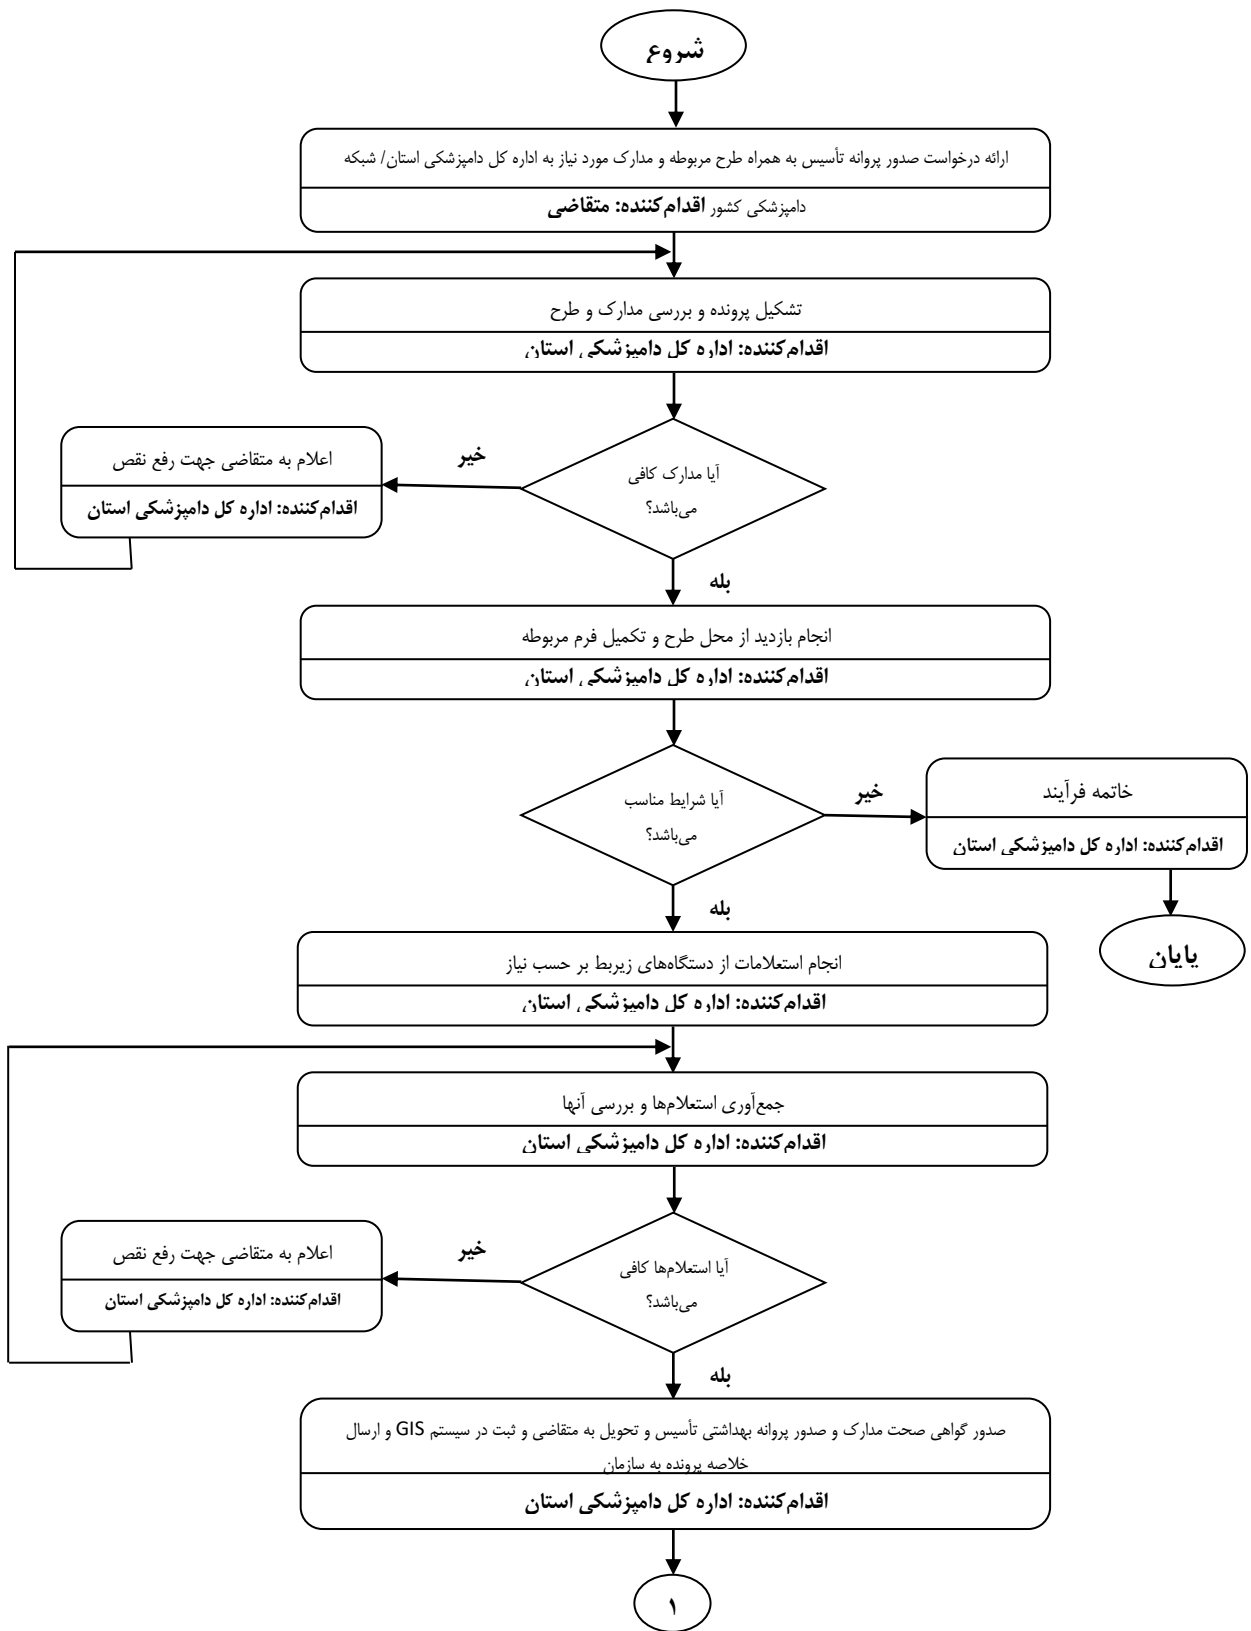 شروع
ارائه درخواست صدور پروانه تأسیس به همراه طرح مربوطه و مدارک مورد نیاز به اداره کل دامپزشکی استان/ شبکه
دامپزشکی کشور اقدام‌کننده: متقاضی
تشکیل پرونده و بررسی مدارک و طرح
اقدام‌کننده: اداره کل دامپزشکی استان
آیا مدارک کافی
می‌باشد؟
خیر
اعلام به متقاضی جهت رفع نقص
اقدام‌کننده: اداره کل دامپزشکی استان
بله
انجام بازدید از محل طرح و تکمیل فرم مربوطه
اقدام‌کننده: اداره کل دامپزشکی استان
آیا شرایط مناسب
می‌باشد؟
خیر
خاتمه فرآیند
اقدام‌کننده: اداره کل دامپزشکی استان
پایان
بله
انجام استعلامات از دستگاه‌های زیربط بر حسب نیاز
اقدام‌کننده: اداره کل دامپزشکی استان
جمع‌آوری استعلام‌ها و بررسی آنها
اقدام‌کننده: اداره کل دامپزشکی استان
آیا استعلام‌ها کافی
می‌باشد؟
خیر
اعلام به متقاضی جهت رفع نقص
اقدام‌کننده: اداره کل دامپزشکی استان
بله
صدور گواهی صحت مدارک و صدور پروانه بهداشتی تأسیس و تحویل به متقاضی و ثبت در سیستم GIS و ارسال
خلاصه پرونده به سازمان
اقدام‌کننده: اداره کل دامپزشکی استان
۱